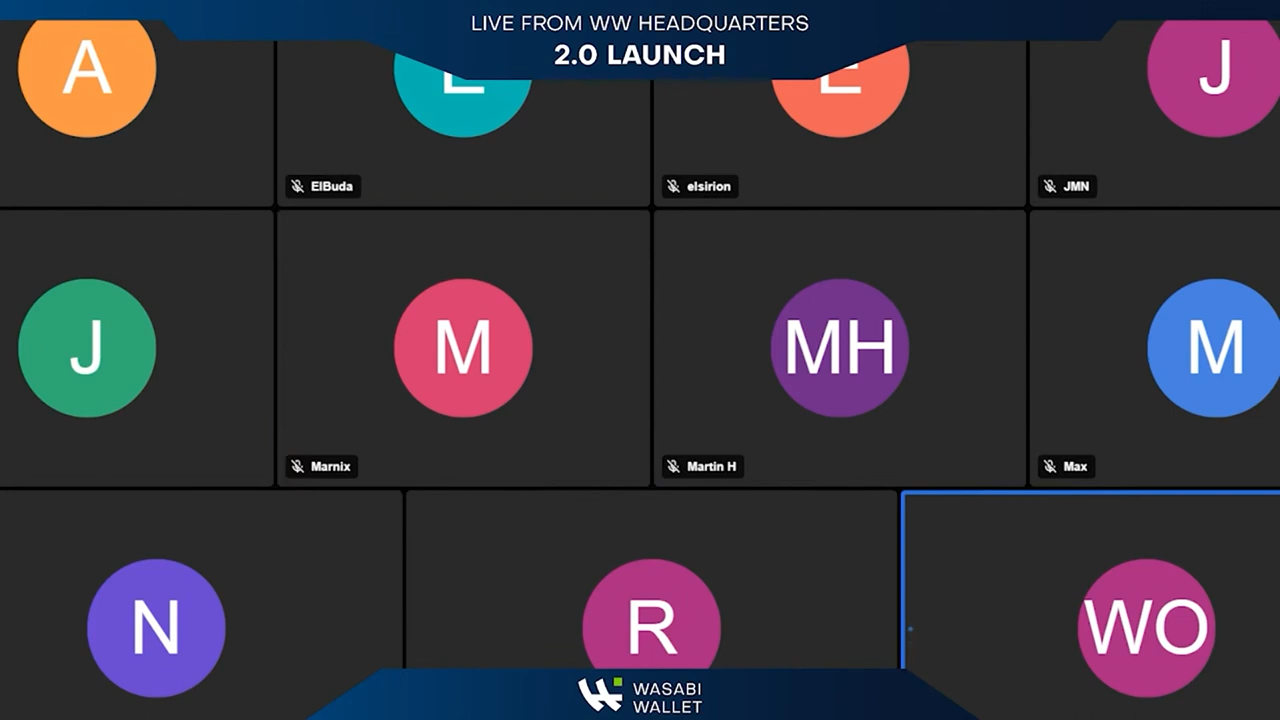 LIVE FROM WW HEADQUARTERS
2.0 LAUNCH
A
E
J
ElBuda
elsirion
JMN
J
M
MH
M
Marnix
Martin H
Max
N
R
WO
WASABI
WALLET